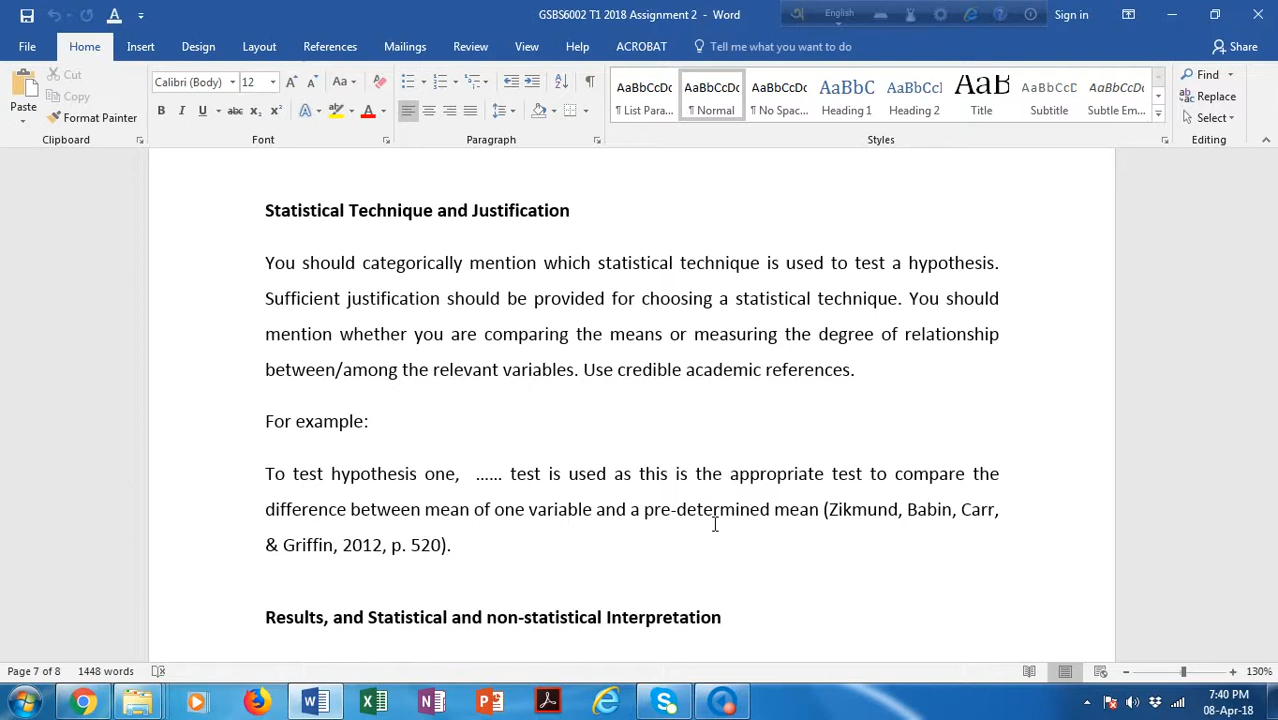 GSBS6002 T1 2018 Assignment 2 - Word
English
Sign in
File Home Insert Design Layout References Mailings Review View Help ACROBAT Tell me what you want to do Share
Paste
Cut
Copy
Format Painter
Clipboard
Calibri (Body) 12
Font
Paragraph
AaBbCcDc AaBbCcDc AaBbCcDc AaBbC AaBbCcl AaB AaBbCcDc AaBbCcDc
¶ List Para... ¶ Normal ¶ No Spac... Heading 1 Heading 2 Title Subtitle Subtle Em...
Styles
Find
Replace
Select
Editing
Statistical Technique and Justification
You should categorically mention which statistical technique is used to test a hypothesis.
Sufficient justification should be provided for choosing a statistical technique. You should
mention whether you are comparing the means or measuring the degree of relationship
between/among the relevant variables. Use credible academic references.
For example:
To test hypothesis one, …… test is used as this is the appropriate test to compare the
difference between mean of one variable and a pre-determined mean (Zikmund, Babin, Carr,
& Griffin, 2012, p. 520).
Results, and Statistical and non-statistical Interpretation
Page 7 of 8 1448 words
130%
7:40 PM
08-Apr-18